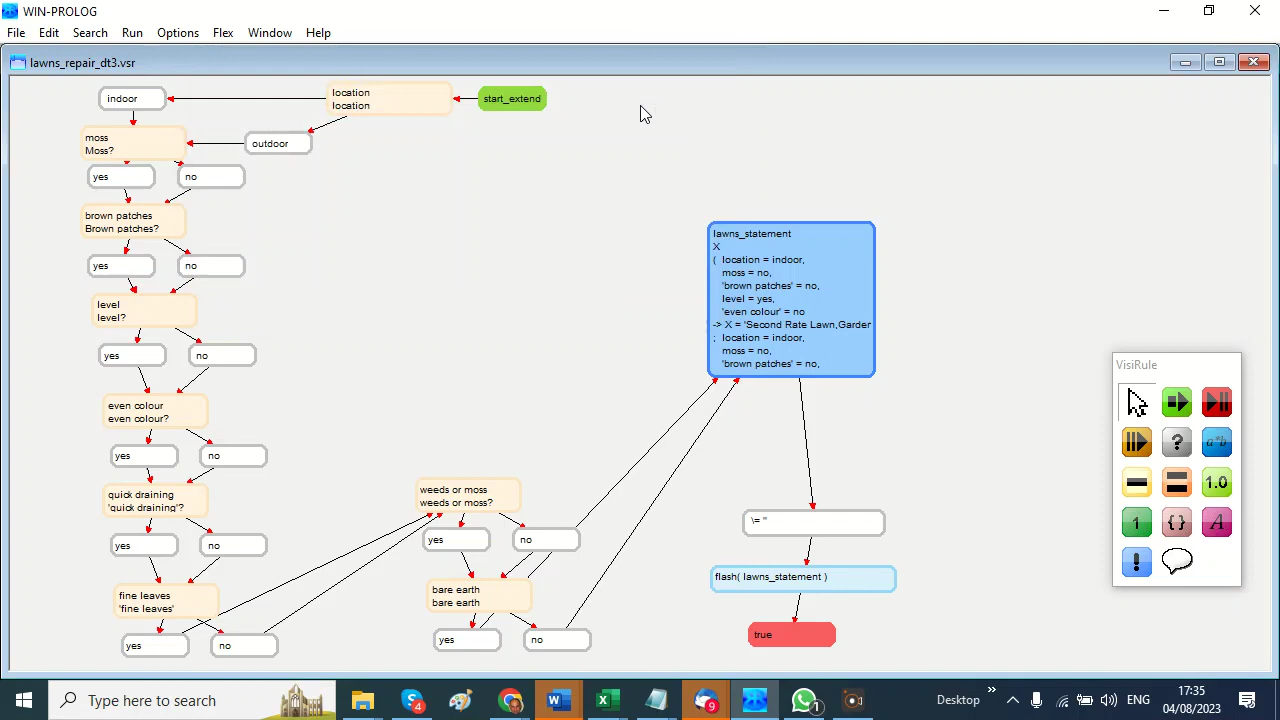 WIN-PROLOG
File Edit Search Run Options Flex Window Help
lawns_repair_dt3.vsr
indoor
location
location
start_extend
moss
Moss?
outdoor
yes
no
brown patches
Brown patches?
yes
no
level
level?
yes
no
even colour
even colour?
yes
no
quick draining
'quick draining'?
yes
no
fine leaves
'fine leaves'
yes
no
weeds or moss
weeds or moss?
yes
no
bare earth
bare earth
yes
no
lawns_statement
X
( location = indoor,
moss = no,
'brown patches' = no,
level = yes,
'even colour' = no
-> X = 'Second Rate Lawn,Garder
; location = indoor,
moss = no,
'brown patches' = no,
\= ''
flash( lawns_statement )
true
VisiRule
?
a*b
1.0
1
{ }
A
!
Type here to search
4
9
1
Desktop
»
ENG
17:35
04/08/2023
3